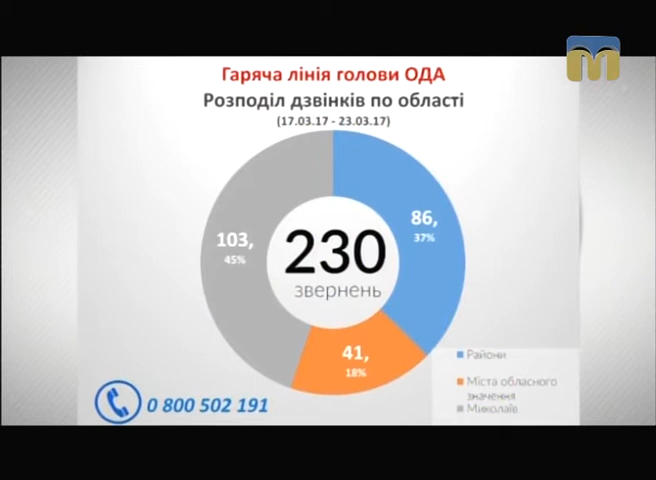 Гаряча лінія голови ОДА
Розподіл дзвінків по області
(17.03.17 - 23.03.17)
86,
37%
103,
45%
230
звернень
41,
18%
Райони
Міста обласного
значення
Миколаїв
0 800 502 191